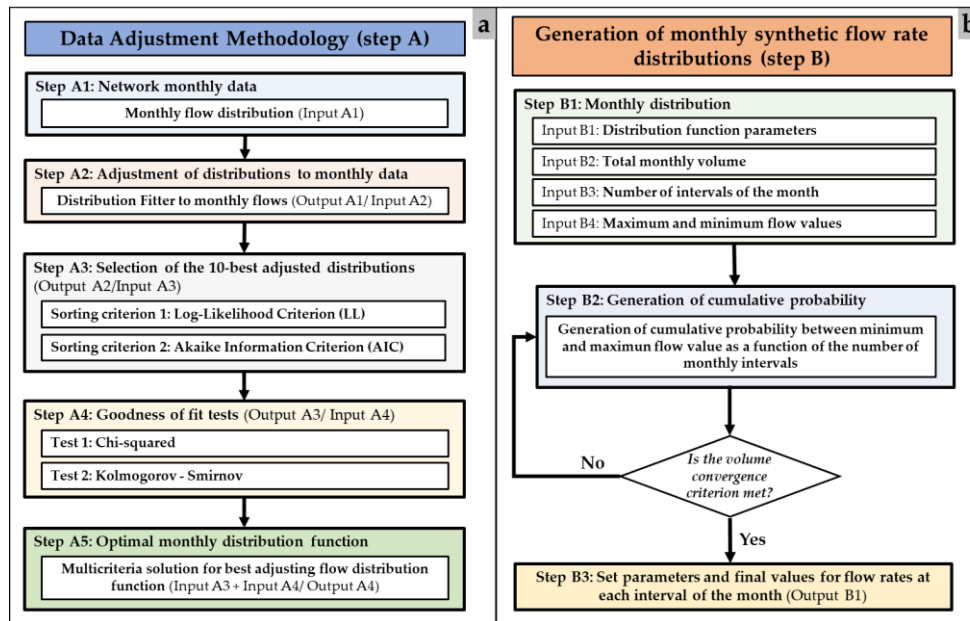 a
Data Adjustment Methodology (step A)
Step A1: Network monthly data
Monthly flow distribution (Input A1)
Step A2: Adjustment of distributions to monthly data
Distribution Fitter to monthly flows (Output A1/ Input A2)
Step A3: Selection of the 10-best adjusted distributions
(Output A2/Input A3)
Sorting criterion 1: Log-Likelihood Criterion (LL)
Sorting criterion 2: Akaike Information Criterion (AIC)
Step A4: Goodness of fit tests (Output A3/ Input A4)
Test 1: Chi-squared
Test 2: Kolmogorov - Smirnov
Step A5: Optimal monthly distribution function
Multicriteria solution for best adjusting flow distribution
function (Input A3 + Input A4/ Output A4)
b
Generation of monthly synthetic flow rate
distributions (step B)
Step B1: Monthly distribution
Input B1: Distribution function parameters
Input B2: Total monthly volume
Input B3: Number of intervals of the month
Input B4: Maximum and minimum flow values
Step B2: Generation of cumulative probability
Generation of cumulative probability between minimum
and maximun flow value as a function of the number of
monthly intervals
No
Is the volume
convergence
criterion met?
Yes
Step B3: Set parameters and final values for flow rates at
each interval of the month (Output B1)